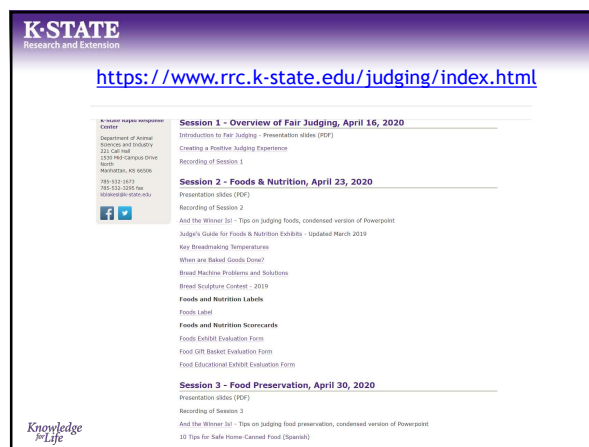 K-STATE
Research and Extension
https://www.rrc.k-state.edu/judging/index.html
K-State Rapid Response
Center
Department of Animal
Sciences and Industry
221 Call Hall
1530 Mid-Campus Drive
North
Manhattan, KS 66506
785-532-1673
785-532-3295 fax
kblakesl@k-state.edu
Session 1 - Overview of Fair Judging, April 16, 2020
Introduction to Fair Judging - Presentation slides (PDF)
Creating a Positive Judging Experience
Recording of Session 1
Session 2 - Foods & Nutrition, April 23, 2020
Presentation slides (PDF)
Recording of Session 2
And the Winner Is! - Tips on judging foods, condensed version of Powerpoint
Judge's Guide for Foods & Nutrition Exhibits - Updated March 2019
Key Breadmaking Temperatures
When are Baked Goods Done?
Bread Machine Problems and Solutions
Bread Sculpture Contest - 2019
Foods and Nutrition Labels
Foods Label
Foods and Nutrition Scorecards
Foods Exhibit Evaluation Form
Food Gift Basket Evaluation Form
Food Educational Exhibit Evaluation Form
Session 3 - Food Preservation, April 30, 2020
Presentation slides (PDF)
Recording of Session 3
And the Winner Is! - Tips on judging food preservation, condensed version of Powerpoint
10 Tips for Safe Home-Canned Food (Spanish)
Knowledge
for Life